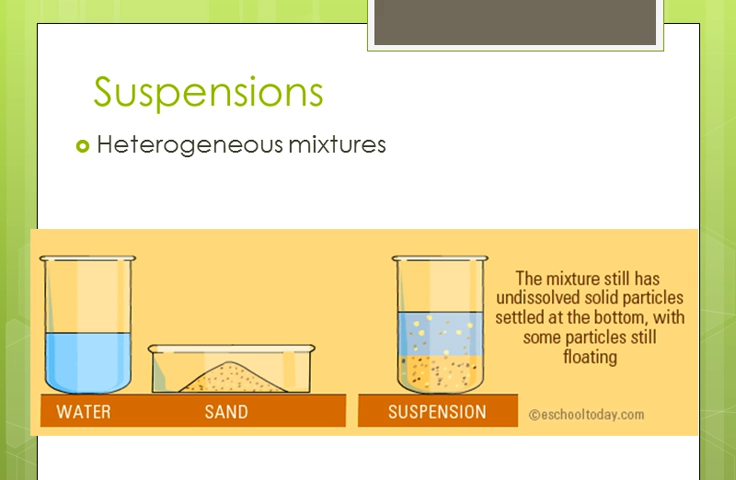 Suspensions
Heterogeneous mixtures
The mixture still has
undissolved solid particles
settled at the bottom, with
some particles still
floating
WATER
SAND
SUSPENSION
©eschooltoday.com